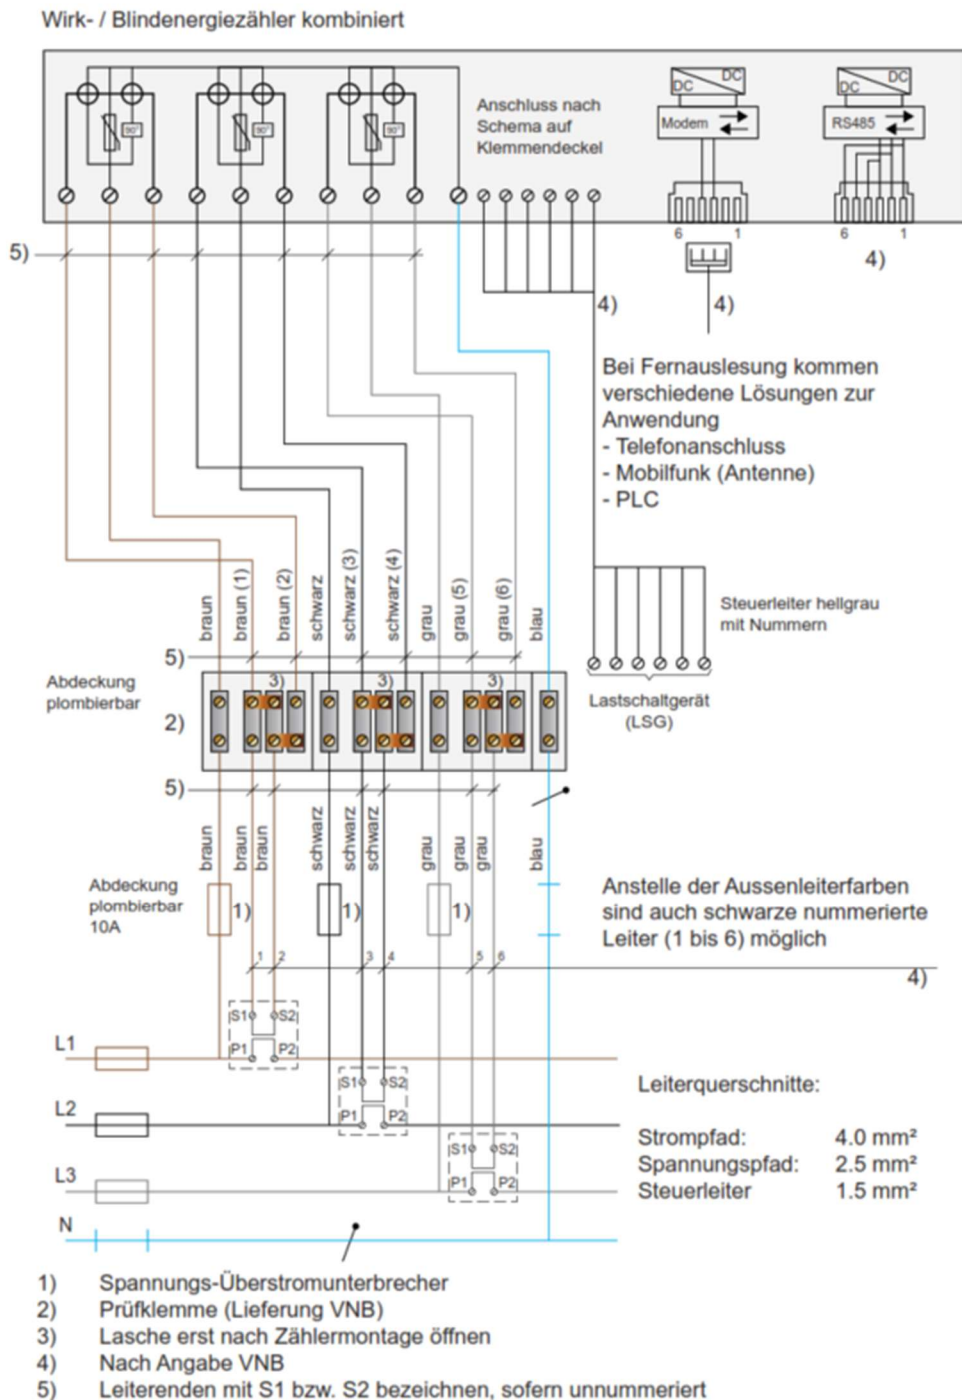 Wirk- / Blindenergiezähler kombiniert
DC
DC
DC
DC
90°
90°
90°
Anschluss nach
Schema auf
Klemmendeckel
Modem
RS485
6
1
6
1
5)
4)
4)
4)
Bei Fernauslesung kommen
verschiedene Lösungen zur
Anwendung
- Telefonanschluss
- Mobilfunk (Antenne)
- PLC
braun
braun (1)
braun (2)
schwarz
schwarz (3)
schwarz (4)
grau
grau (5)
grau (6)
blau
Steuerleiter hellgrau
mit Nummern
5)
Abdeckung
plombierbar
3)
3)
3)
2)
Lastschaltgerät
(LSG)
5)
braun
braun
braun
schwarz
schwarz
schwarz
grau
grau
grau
blau
Abdeckung
plombierbar
10A
1)
1)
1)
Anstelle der Aussenleiterfarben
sind auch schwarze nummerierte
Leiter (1 bis 6) möglich
1
2
3
4
5
6
4)
S1
S2
L1
P1
P2
S1
S2
L2
P1
P2
S1
S2
L3
P1
P2
N
Leiterquerschnitte:
Strompfad: 4.0 mm²
Spannungspfad: 2.5 mm²
Steuerleiter 1.5 mm²
1) Spannungs-Überstromunterbrecher
2) Prüfklemme (Lieferung VNB)
3) Lasche erst nach Zählermontage öffnen
4) Nach Angabe VNB
5) Leiterenden mit S1 bzw. S2 bezeichnen, sofern unnummeriert